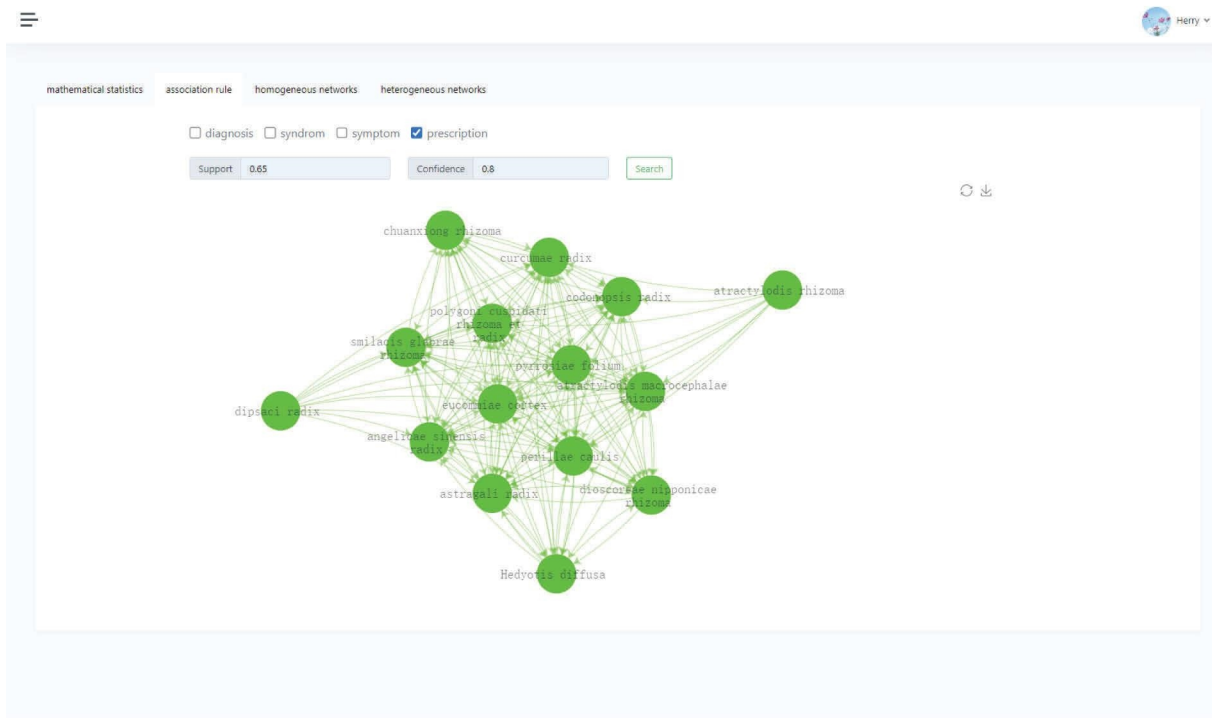 Herry
mathematical statistics
association rule
homogeneous networks
heterogeneous networks
diagnosis
syndrom
symptom
prescription
Support
0.65
Confidence
0.8
Search
chuanxiong rhizoma
curcumae radix
codonopsis radix
atractylodis rhizoma
polygoni cuspidati
rhizoma et
radix
smilacis glabrae
rhizoma
pyrrosiae folium
atractylodis macrocephalae
rhizoma
eucommiae cortex
dipsaci radix
angelicae sinensis
radix
perillae caulis
astragali radix
dioscoreae nipponicae
rhizoma
Hedyotis diffusa